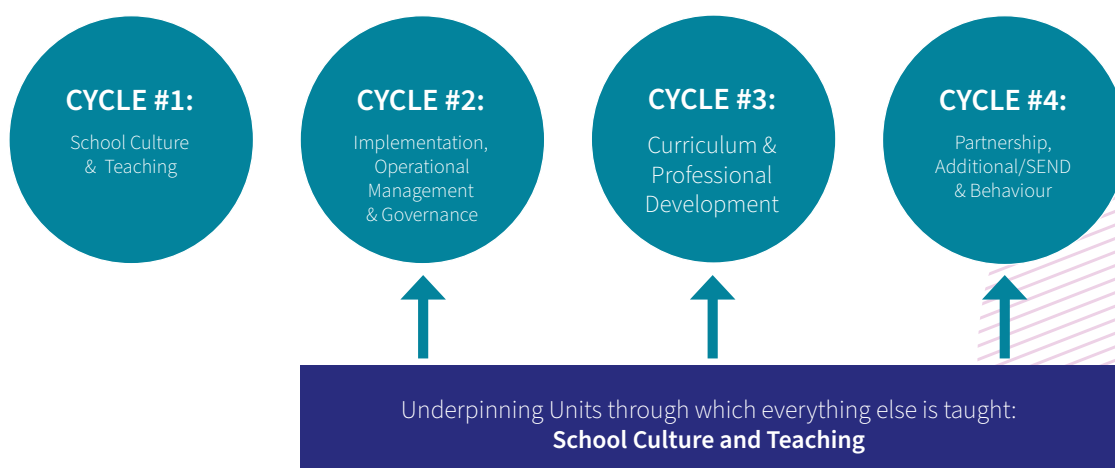 CYCLE #1:
School Culture
& Teaching
CYCLE #2:
Implementation,
Operational
Management
& Governance
CYCLE #3:
Curriculum &
Professional
Development
CYCLE #4:
Partnership,
Additional/SEND
& Behaviour
Underpinning Units through which everything else is taught:
School Culture and Teaching